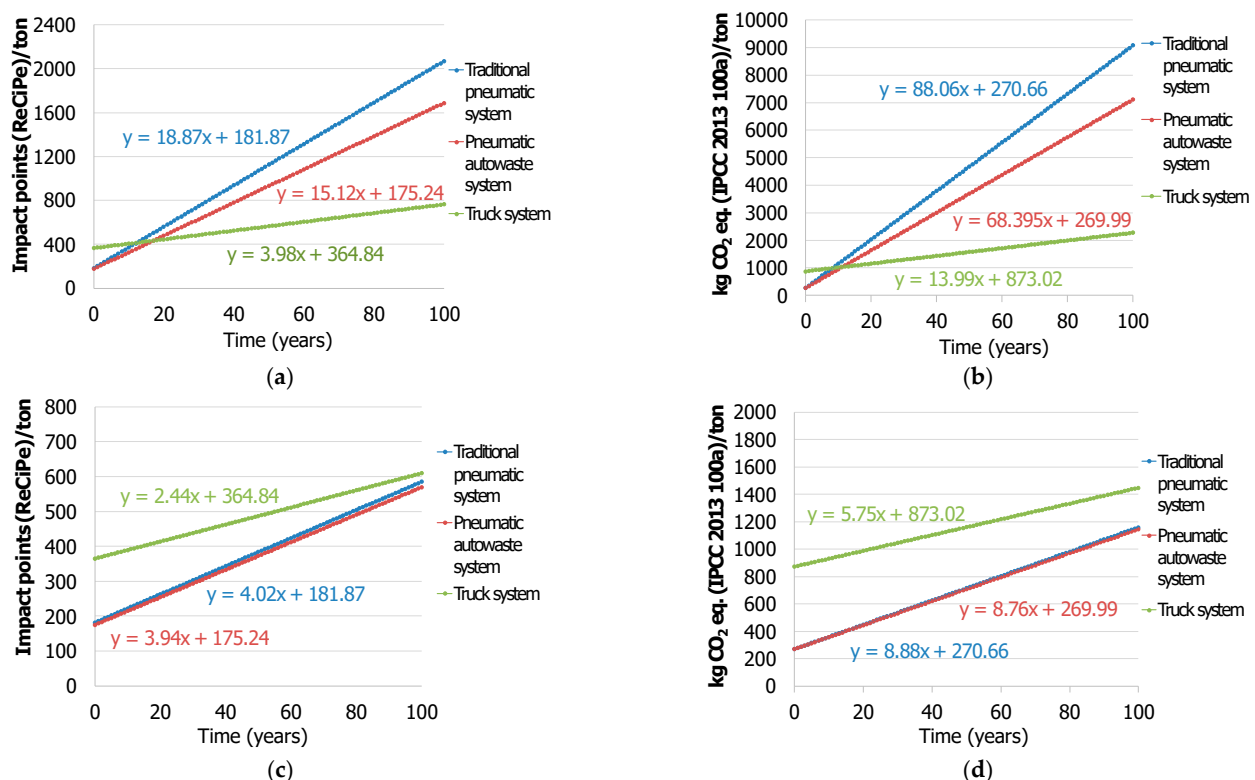 Impact points (ReCiPe)/ton
2400
2000
1600
1200
800
400
0
y = 18.87x + 181.87
y = 15.12x + 175.24
y = 3.98x + 364.84
0 20 40 60 80 100
Time (years)
Traditional
pneumatic
system
Pneumatic
autowaste
system
Truck system
(a)
kg CO₂ eq. (IPCC 2013 100a)/ton
10000
9000
8000
7000
6000
5000
4000
3000
2000
1000
0
y = 88.06x + 270.66
y = 68.395x + 269.99
y = 13.99x + 873.02
0 20 40 60 80 100
Time (years)
Traditional
pneumatic
system
Pneumatic
autowaste
system
Truck system
(b)
Impact points (ReCiPe)/ton
800
700
600
500
400
300
200
100
0
y = 2.44x + 364.84
y = 4.02x + 181.87
y = 3.94x + 175.24
0 20 40 60 80 100
Time (years)
Traditional
pneumatic
system
Pneumatic
autowaste
system
Truck system
(c)
kg CO₂ eq. (IPCC 2013 100a)/ton
2000
1800
1600
1400
1200
1000
800
600
400
200
0
y = 5.75x + 873.02
y = 8.76x + 269.99
y = 8.88x + 270.66
0 20 40 60 80 100
Time (years)
Traditional
pneumatic
system
Pneumatic
autowaste
system
Truck system
(d)